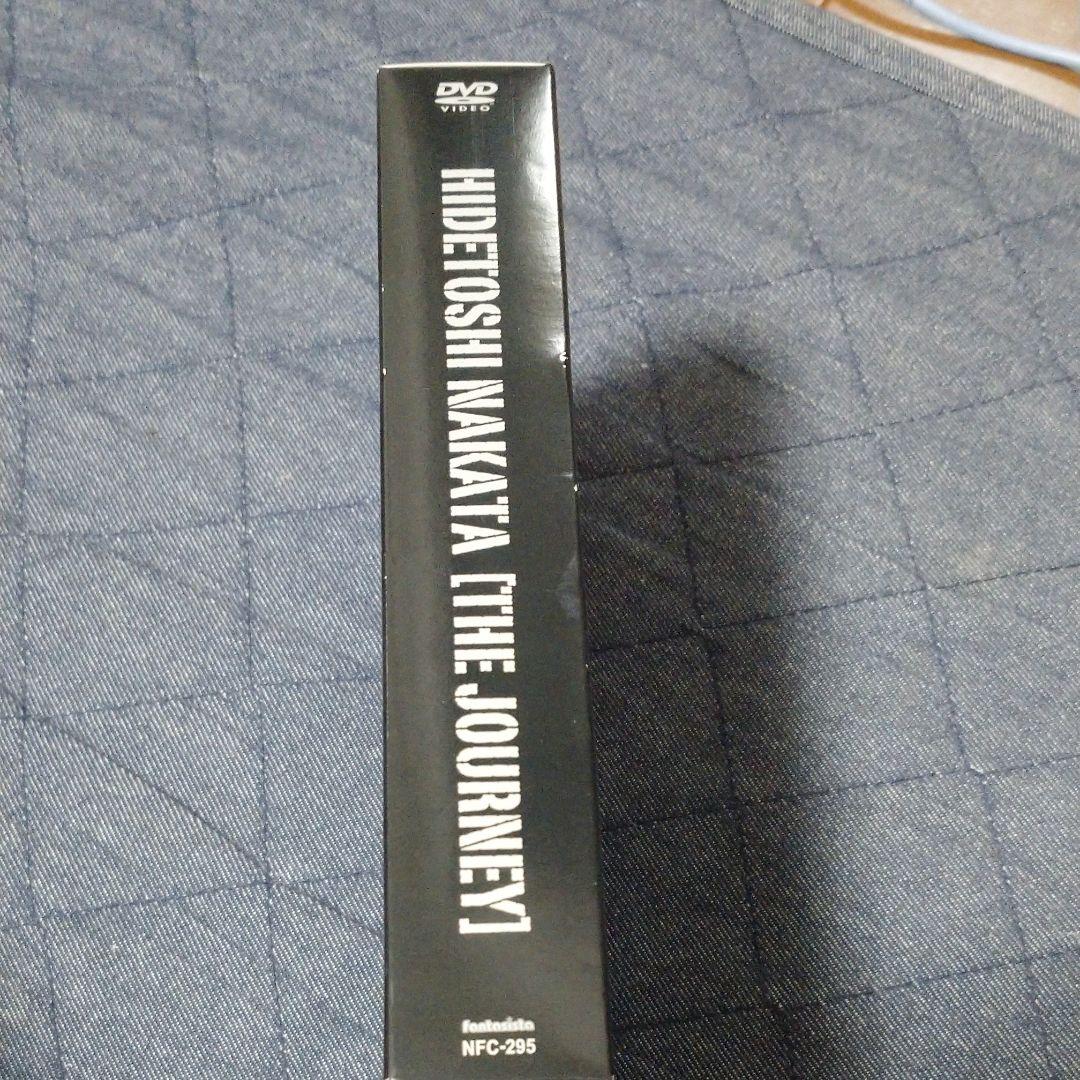 DVD
VIDEO
HIDETOSHI NAKATA [THE JOURNEY]
fantasista
NFC-295